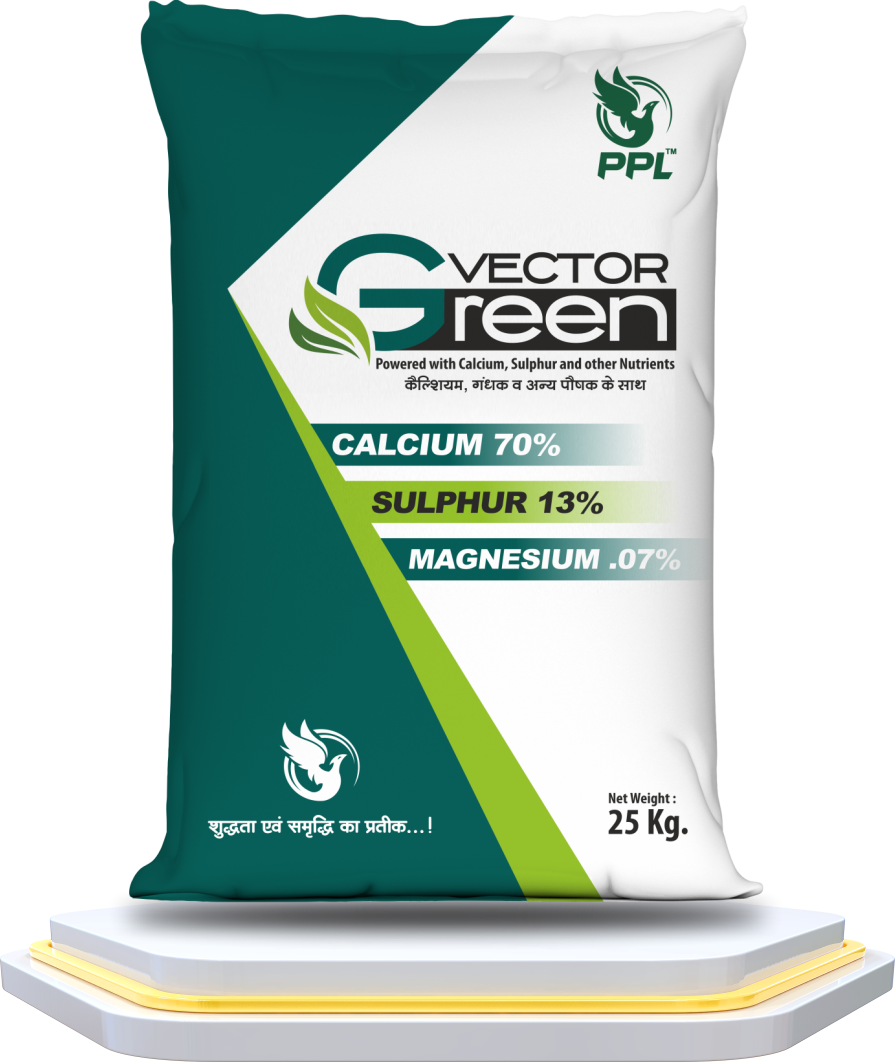 PPL™
VECTOR
Green
Powered with Calcium, Sulphur and other Nutrients
कैल्शियम, गंधक व अन्य पौषक के साथ
CALCIUM 70%
SULPHUR 13%
MAGNESIUM .07%
शुद्धता एवं समृद्धि का प्रतीक...!
Net Weight :
25 Kg.